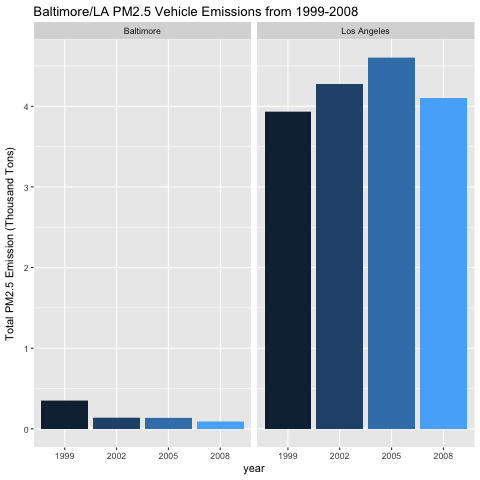 Baltimore/LA PM2.5 Vehicle Emissions from 1999-2008
Baltimore
Los Angeles
Total PM2.5 Emission (Thousand Tons)
4
3
2
1
0
1999 2002 2005 2008
1999 2002 2005 2008
year